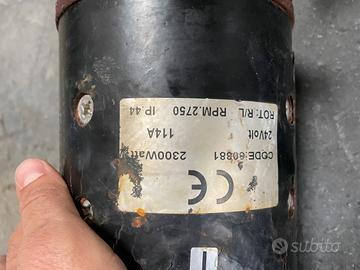 CE
CODE:60881 2300Watt
24Volt 114A
ROT.:R/L RPM.2750 IP.44
subito